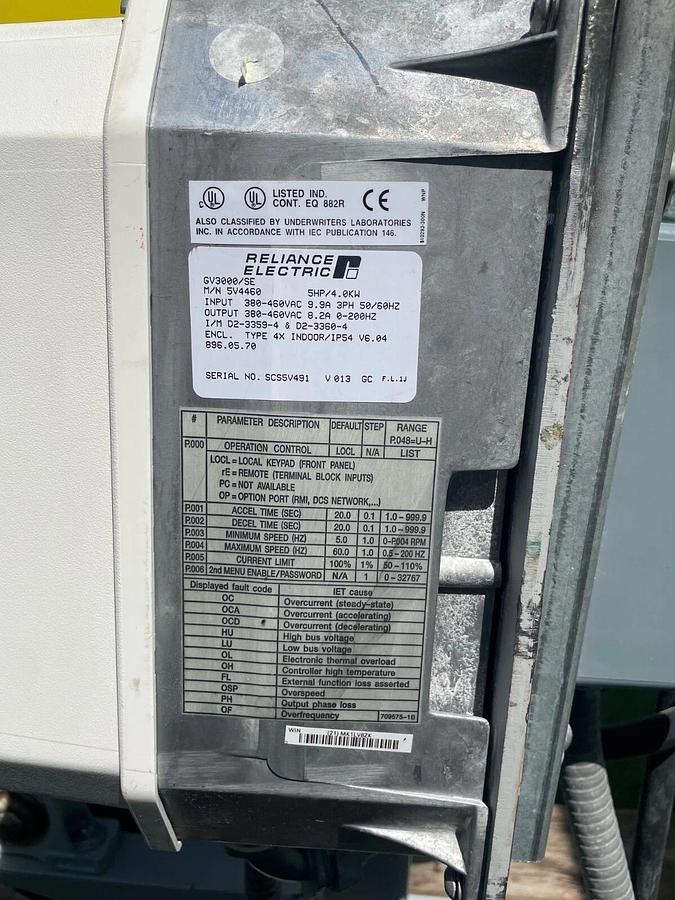 c UL UL LISTED IND.
CONT. EQ 882R CE
ALSO CLASSIFIED BY UNDERWRITERS LABORATORIES
INC. IN ACCORDANCE WITH IEC PUBLICATION 146.
WNP
RELIANCE
ELECTRIC
GV3000/SE
M/N 5V4460 5HP/4.0KW
INPUT 380-460VAC 9.9A 3PH 50/60HZ
OUTPUT 380-460VAC 8.2A 0-200HZ
I/M D2-3359-4 & D2-3360-4
ENCL. TYPE 4X INDOOR/IP54 V6.04
896.05.70
SERIAL NO. SCS5V491 V 013 GC F.L.1J
# PARAMETER DESCRIPTION DEFAULT STEP RANGE
P.048=U-H
P.000 OPERATION CONTROL LOCL N/A LIST
LOCL = LOCAL KEYPAD (FRONT PANEL)
rE = REMOTE (TERMINAL BLOCK INPUTS)
PC = NOT AVAILABLE
OP = OPTION PORT (RMI, DCS NETWORK,...)
P.001 ACCEL TIME (SEC) 20.0 0.1 1.0 – 999.9
P.002 DECEL TIME (SEC) 20.0 0.1 1.0 – 999.9
P.003 MINIMUM SPEED (HZ) 5.0 1.0 0–P.004 RPM
P.004 MAXIMUM SPEED (HZ) 60.0 1.0 0.5 – 200 HZ
P.005 CURRENT LIMIT 100% 1% 50 – 110%
P.006 2nd MENU ENABLE/PASSWORD N/A 1 0 – 32767
Displayed fault code IET cause
OC Overcurrent (steady-state)
OCA Overcurrent (accelerating)
OCD Overcurrent (decelerating)
HU High bus voltage
LU Low bus voltage
OL Electronic thermal overload
OH Controller high temperature
FL External function loss asserted
OSP Overspeed
PH Output phase loss
OF Overfrequency 709575-1B
WIN (21) MK1LV8ZK